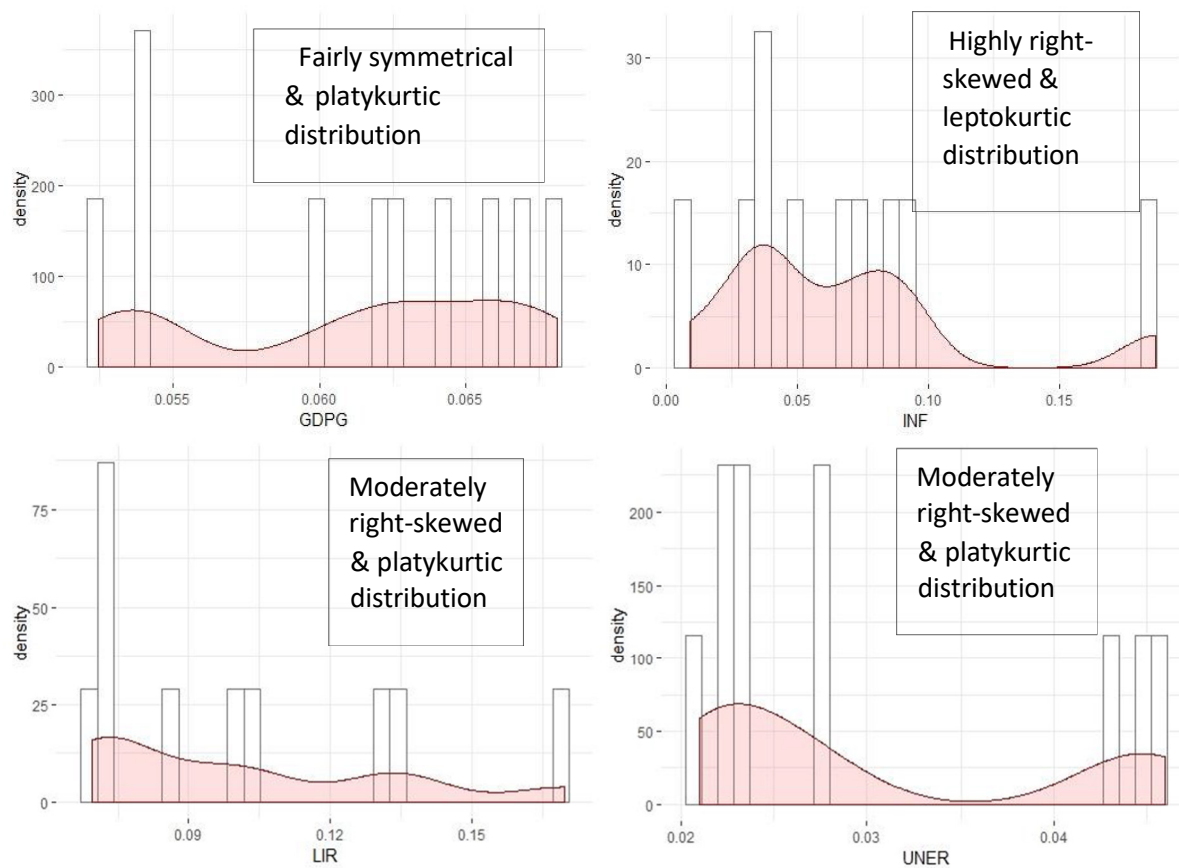 Fairly symmetrical
& platykurtic
distribution
density
300
200
100
0
0.055
0.060
0.065
GDPG
Highly right-
skewed &
leptokurtic
distribution
density
30
20
10
0
0.00
0.05
0.10
0.15
INF
Moderately
right-skewed
& platykurtic
distribution
density
75
50
25
0
0.09
0.12
0.15
LIR
Moderately
right-skewed
& platykurtic
distribution
density
200
150
100
50
0
0.02
0.03
0.04
UNER